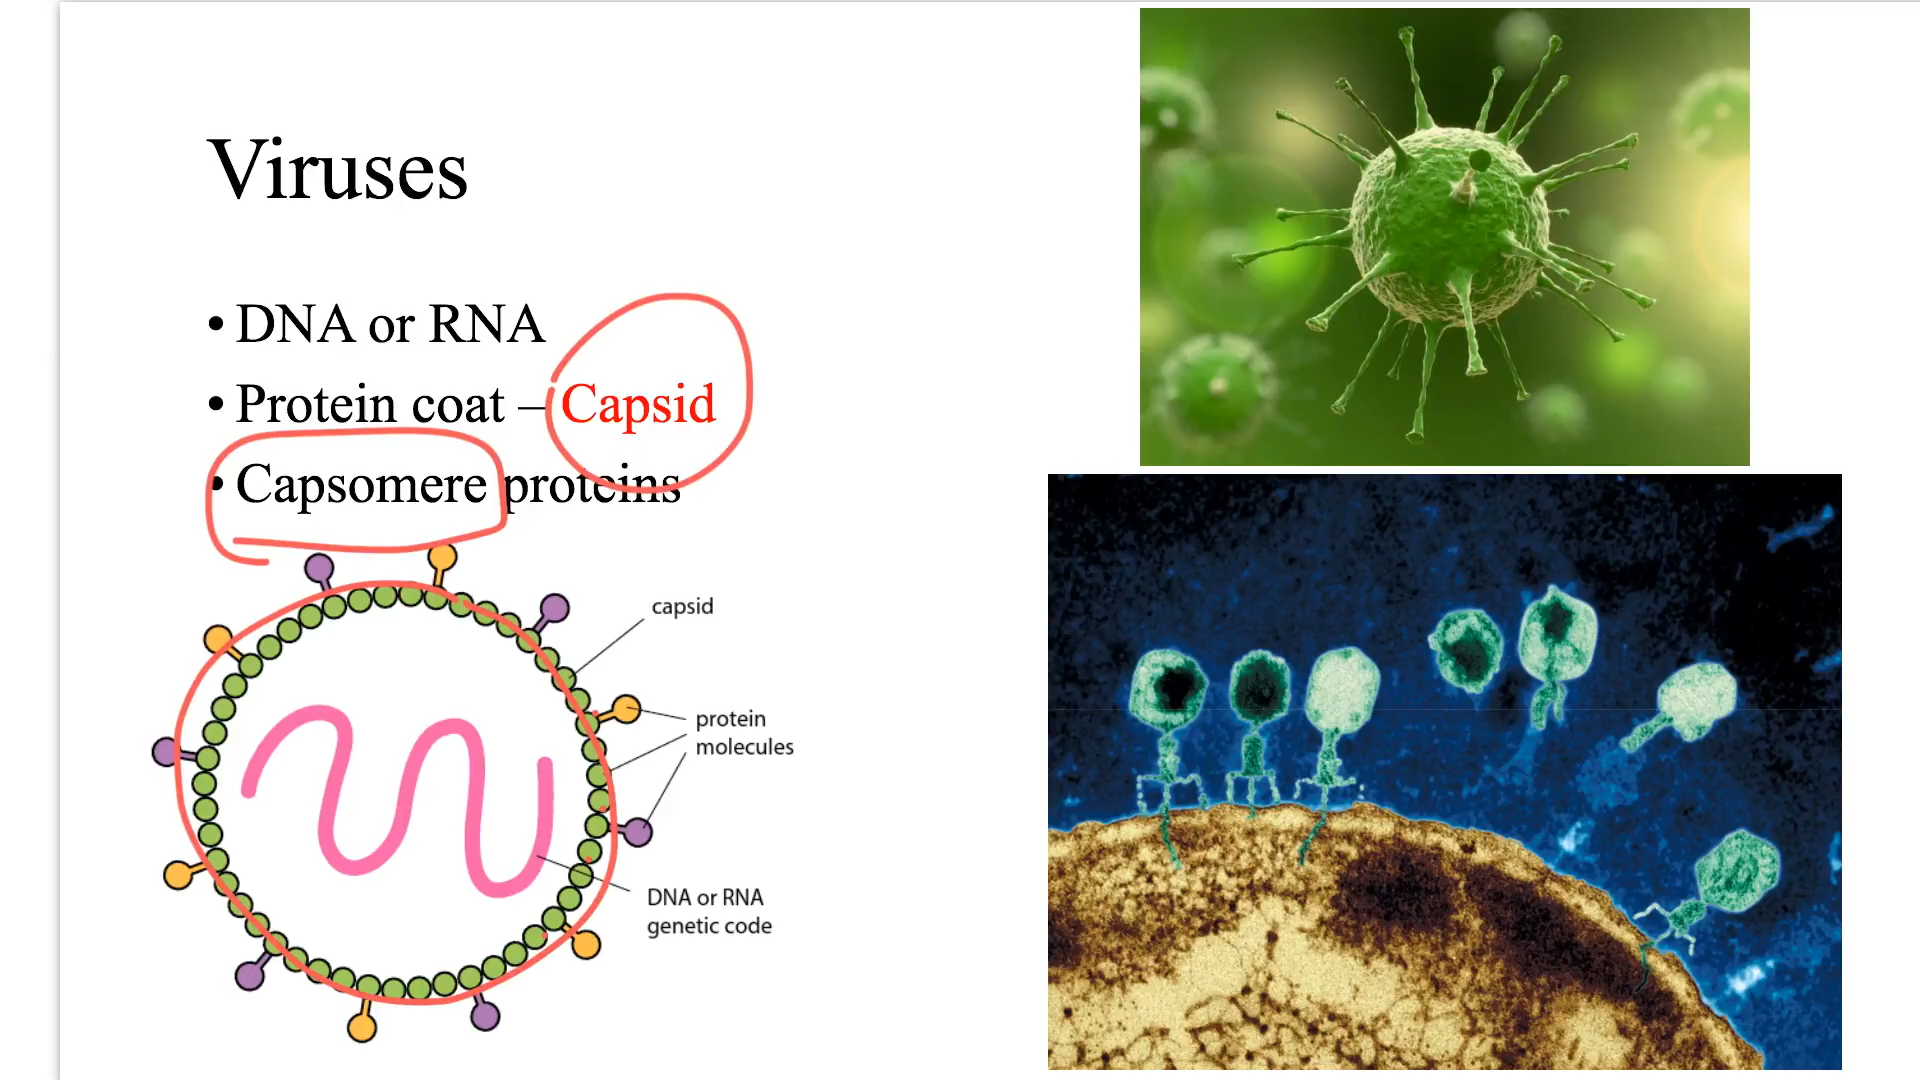 Viruses
• DNA or RNA
• Protein coat – Capsid
• Capsomere proteins
capsid
protein
molecules
DNA or RNA
genetic code